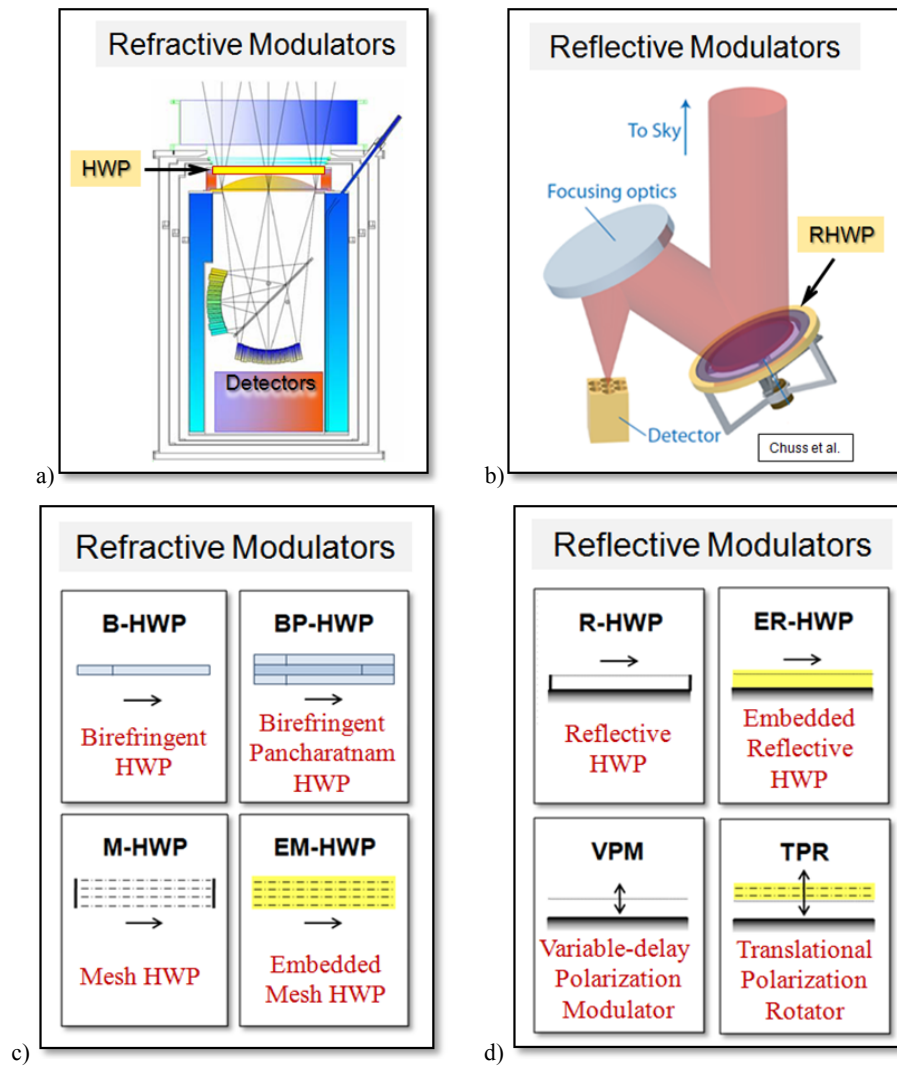 Refractive Modulators
HWP
Detectors
a)
Reflective Modulators
To Sky
Focusing optics
RHWP
Detector
Chuss et al.
b)
Refractive Modulators
B-HWP
Birefringent
HWP
BP-HWP
Birefringent
Pancharatnam
HWP
M-HWP
Mesh HWP
EM-HWP
Embedded
Mesh HWP
c)
Reflective Modulators
R-HWP
Reflective
HWP
ER-HWP
Embedded
Reflective
HWP
VPM
Variable-delay
Polarization
Modulator
TPR
Translational
Polarization
Rotator
d)